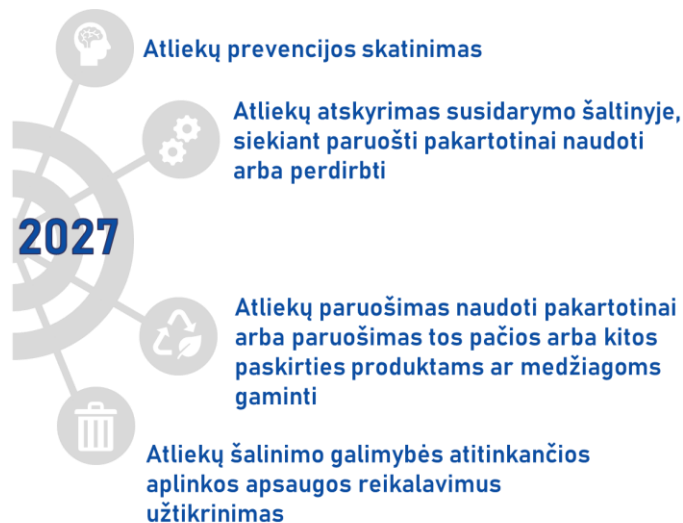 Atliekų prevencijos skatinimas
Atliekų atskyrimas susidarymo šaltinyje,
siekiant paruošti pakartotinai naudoti
arba perdirbti
2027
Atliekų paruošimas naudoti pakartotinai
arba paruošimas tos pačios arba kitos
paskirties produktams ar medžiagoms
gaminti
Atliekų šalinimo galimybės atitinkančios
aplinkos apsaugos reikalavimus
užtikrinimas